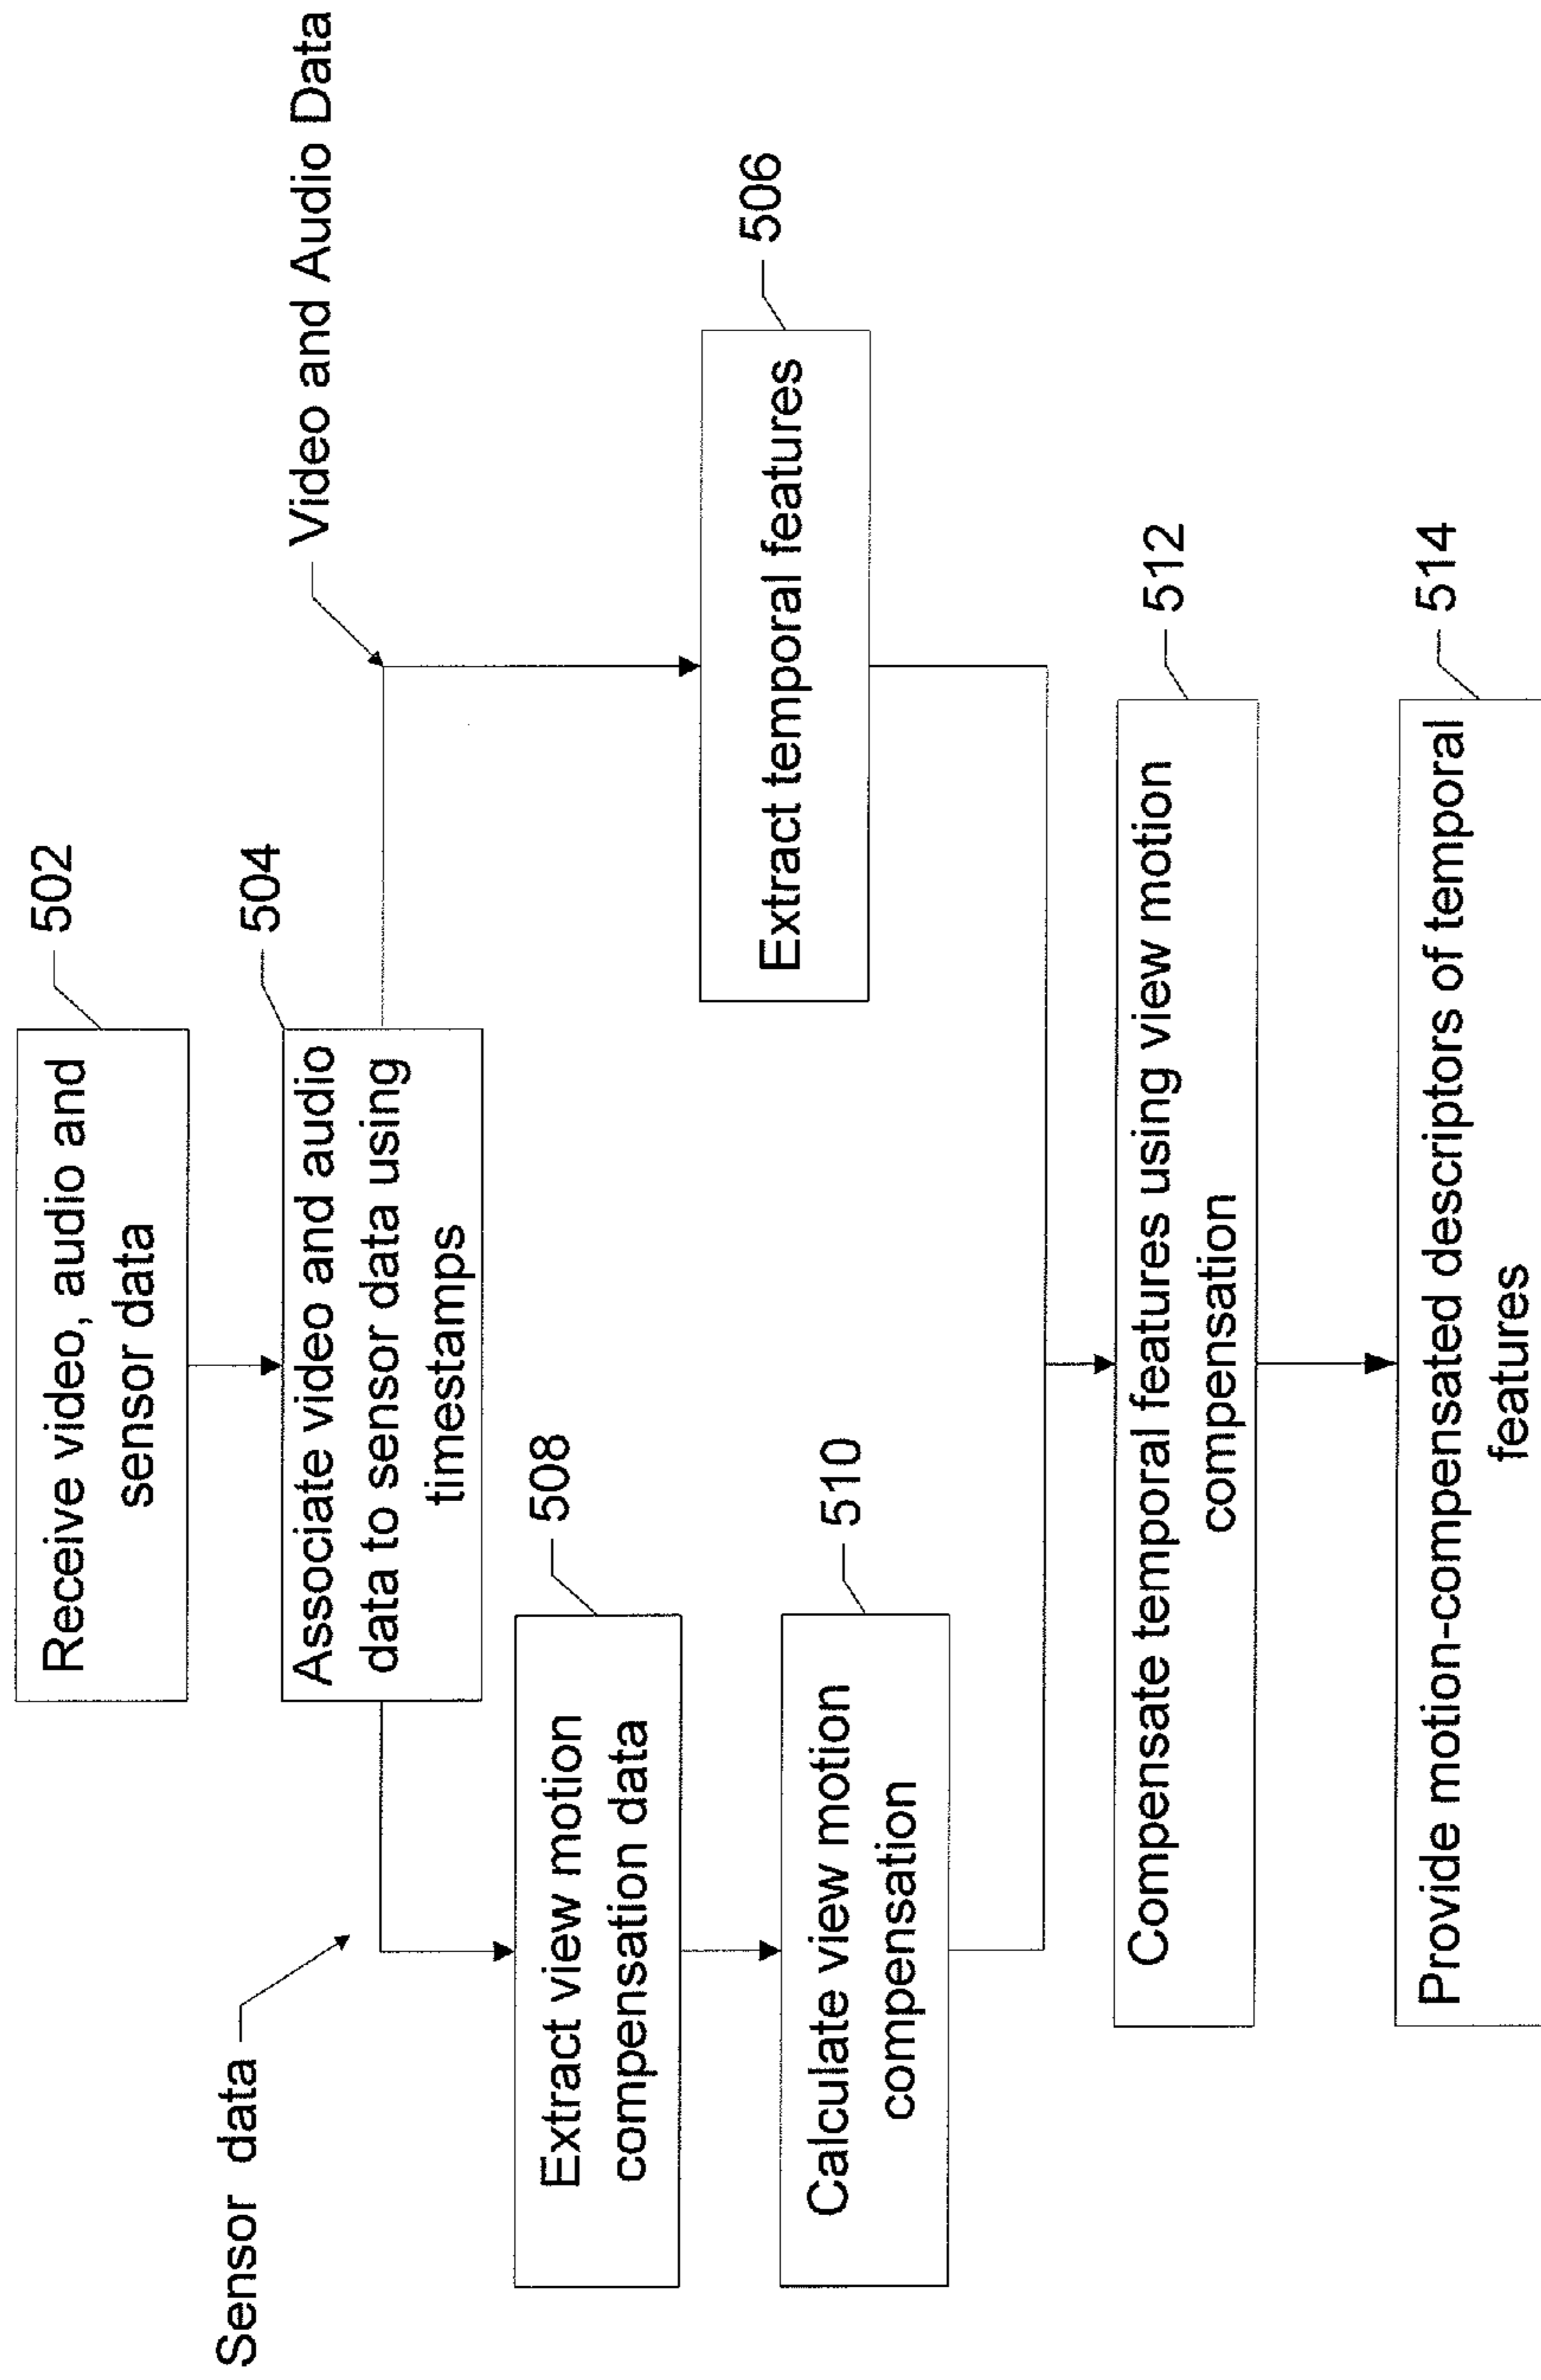 Receive video, audio and
sensor data
502
Associate video and audio
data to sensor data using
timestamps
504
Sensor data
Video and Audio Data
Extract view motion
compensation data
508
Extract temporal features
506
Calculate view motion
compensation
510
Compensate temporal features using view motion
compensation
512
Provide motion-compensated descriptors of temporal
features
514